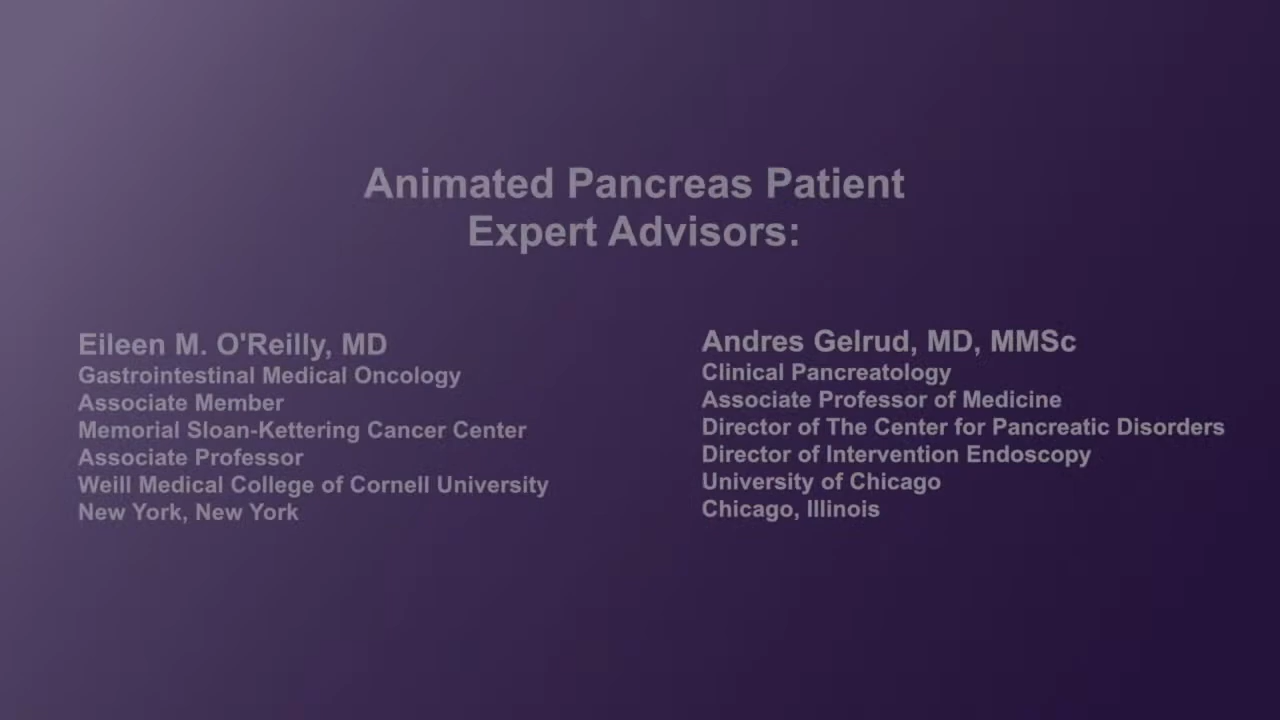 Animated Pancreas Patient
Expert Advisors:
Eileen M. O'Reilly, MD
Gastrointestinal Medical Oncology
Associate Member
Memorial Sloan-Kettering Cancer Center
Associate Professor
Weill Medical College of Cornell University
New York, New York
Andres Gelrud, MD, MMSc
Clinical Pancreatology
Associate Professor of Medicine
Director of The Center for Pancreatic Disorders
Director of Intervention Endoscopy
University of Chicago
Chicago, Illinois